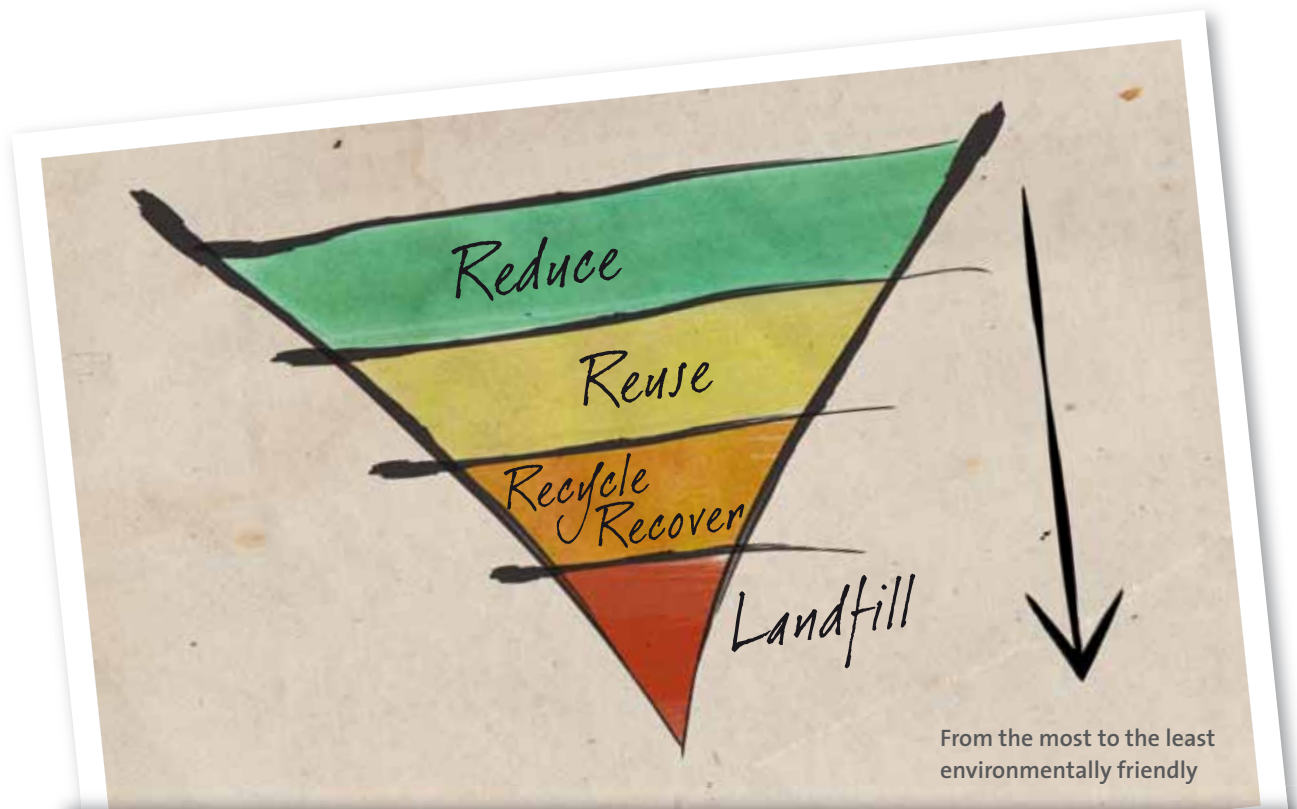 Reduce
Reuse
Recycle
Recover
Landfill
From the most to the least
environmentally friendly